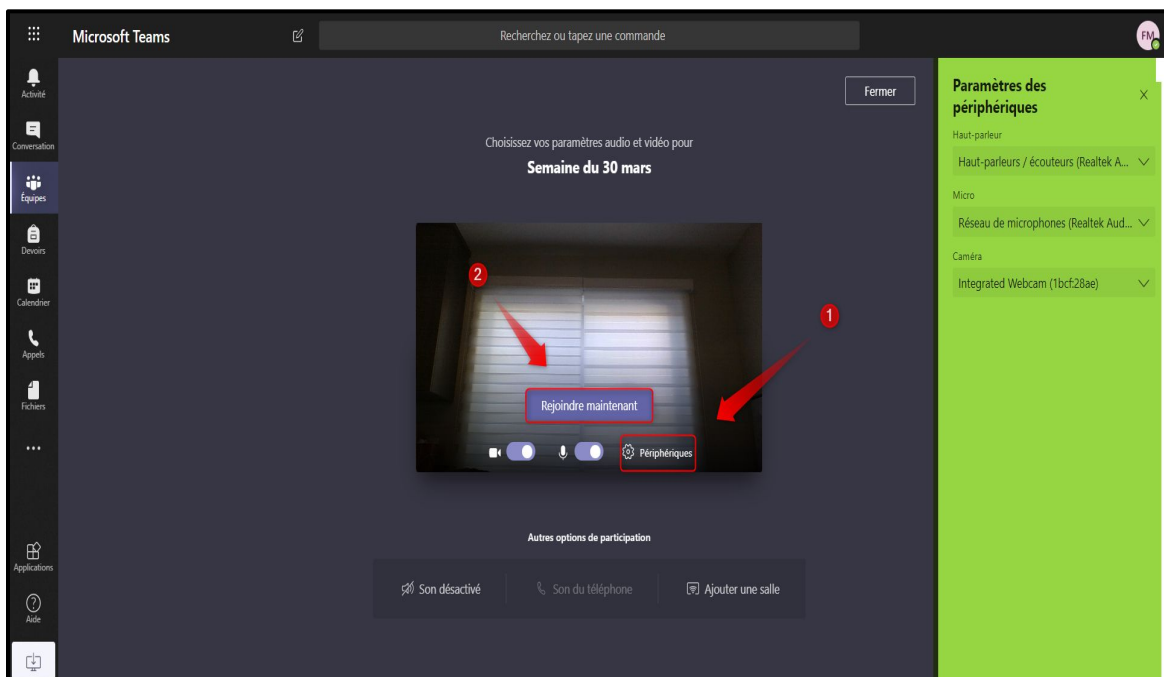 Microsoft Teams
Recherchez ou tapez une commande
FM
Activité
Conversation
Équipes
Devoirs
Calendrier
Appels
Fichiers
Applications
Aide
Fermer
Choisissez vos paramètres audio et vidéo pour
Semaine du 30 mars
2
1
Rejoindre maintenant
Périphériques
Autres options de participation
Son désactivé
Son du téléphone
Ajouter une salle
Paramètres des
périphériques
Haut-parleur
Haut-parleurs / écouteurs (Realtek A...
Micro
Réseau de microphones (Realtek Aud...
Caméra
Integrated Webcam (1bcf:28ae)